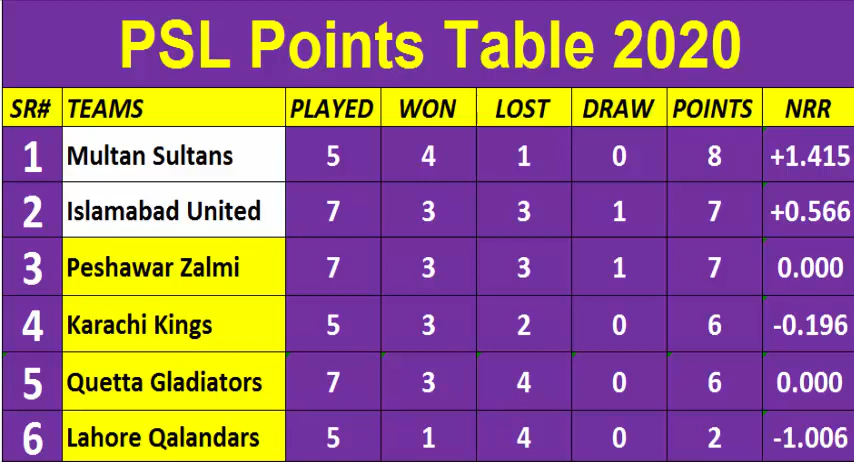 PSL Points Table 2020
SR# TEAMS PLAYED WON LOST DRAW POINTS NRR
1 Multan Sultans 5 4 1 0 8 +1.415
2 Islamabad United 7 3 3 1 7 +0.566
3 Peshawar Zalmi 7 3 3 1 7 0.000
4 Karachi Kings 5 3 2 0 6 -0.196
5 Quetta Gladiators 7 3 4 0 6 0.000
6 Lahore Qalandars 5 1 4 0 2 -1.006